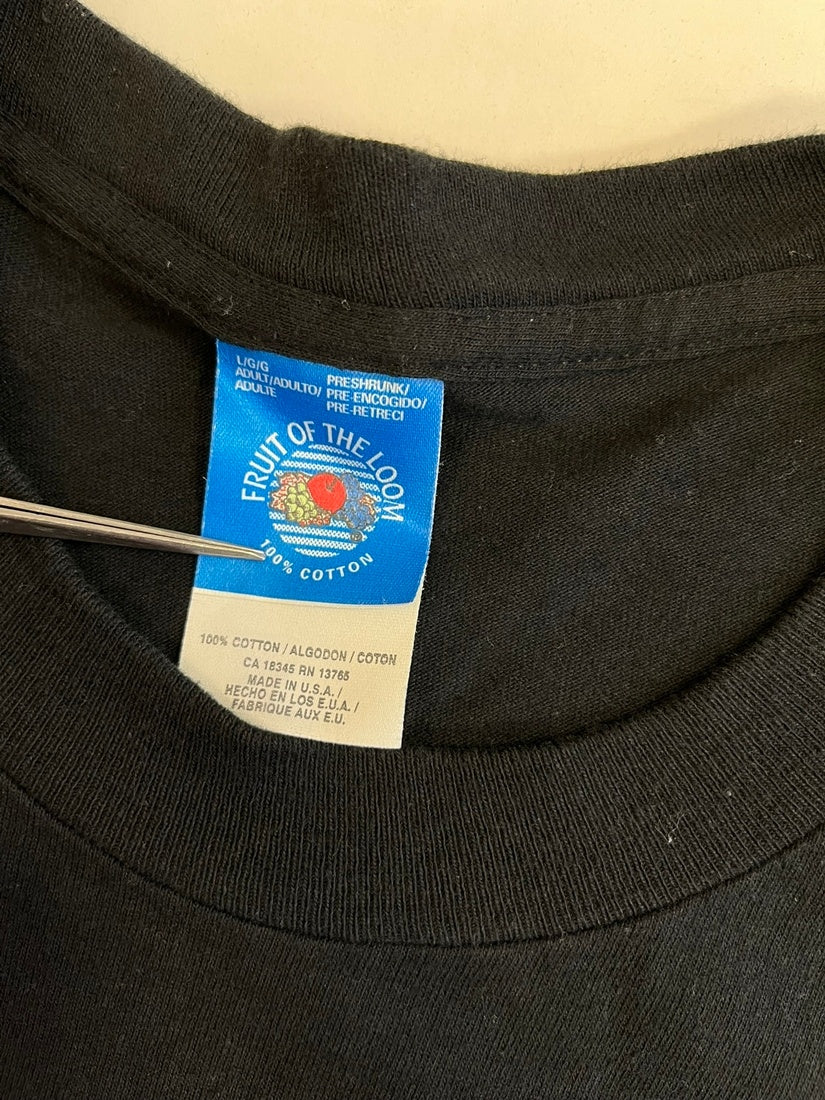 L/G/G
ADULT/ADULTO/
ADULTE
PRESHRUNK/
PRE-ENCOGIDO/
PRE-RETRECI
FRUIT OF THE LOOM
100% COTTON
100% COTTON / ALGODON / COTON
CA 18345 RN 13765
MADE IN U.S.A. /
HECHO EN LOS E.U.A. /
FABRIQUE AUX E.U.